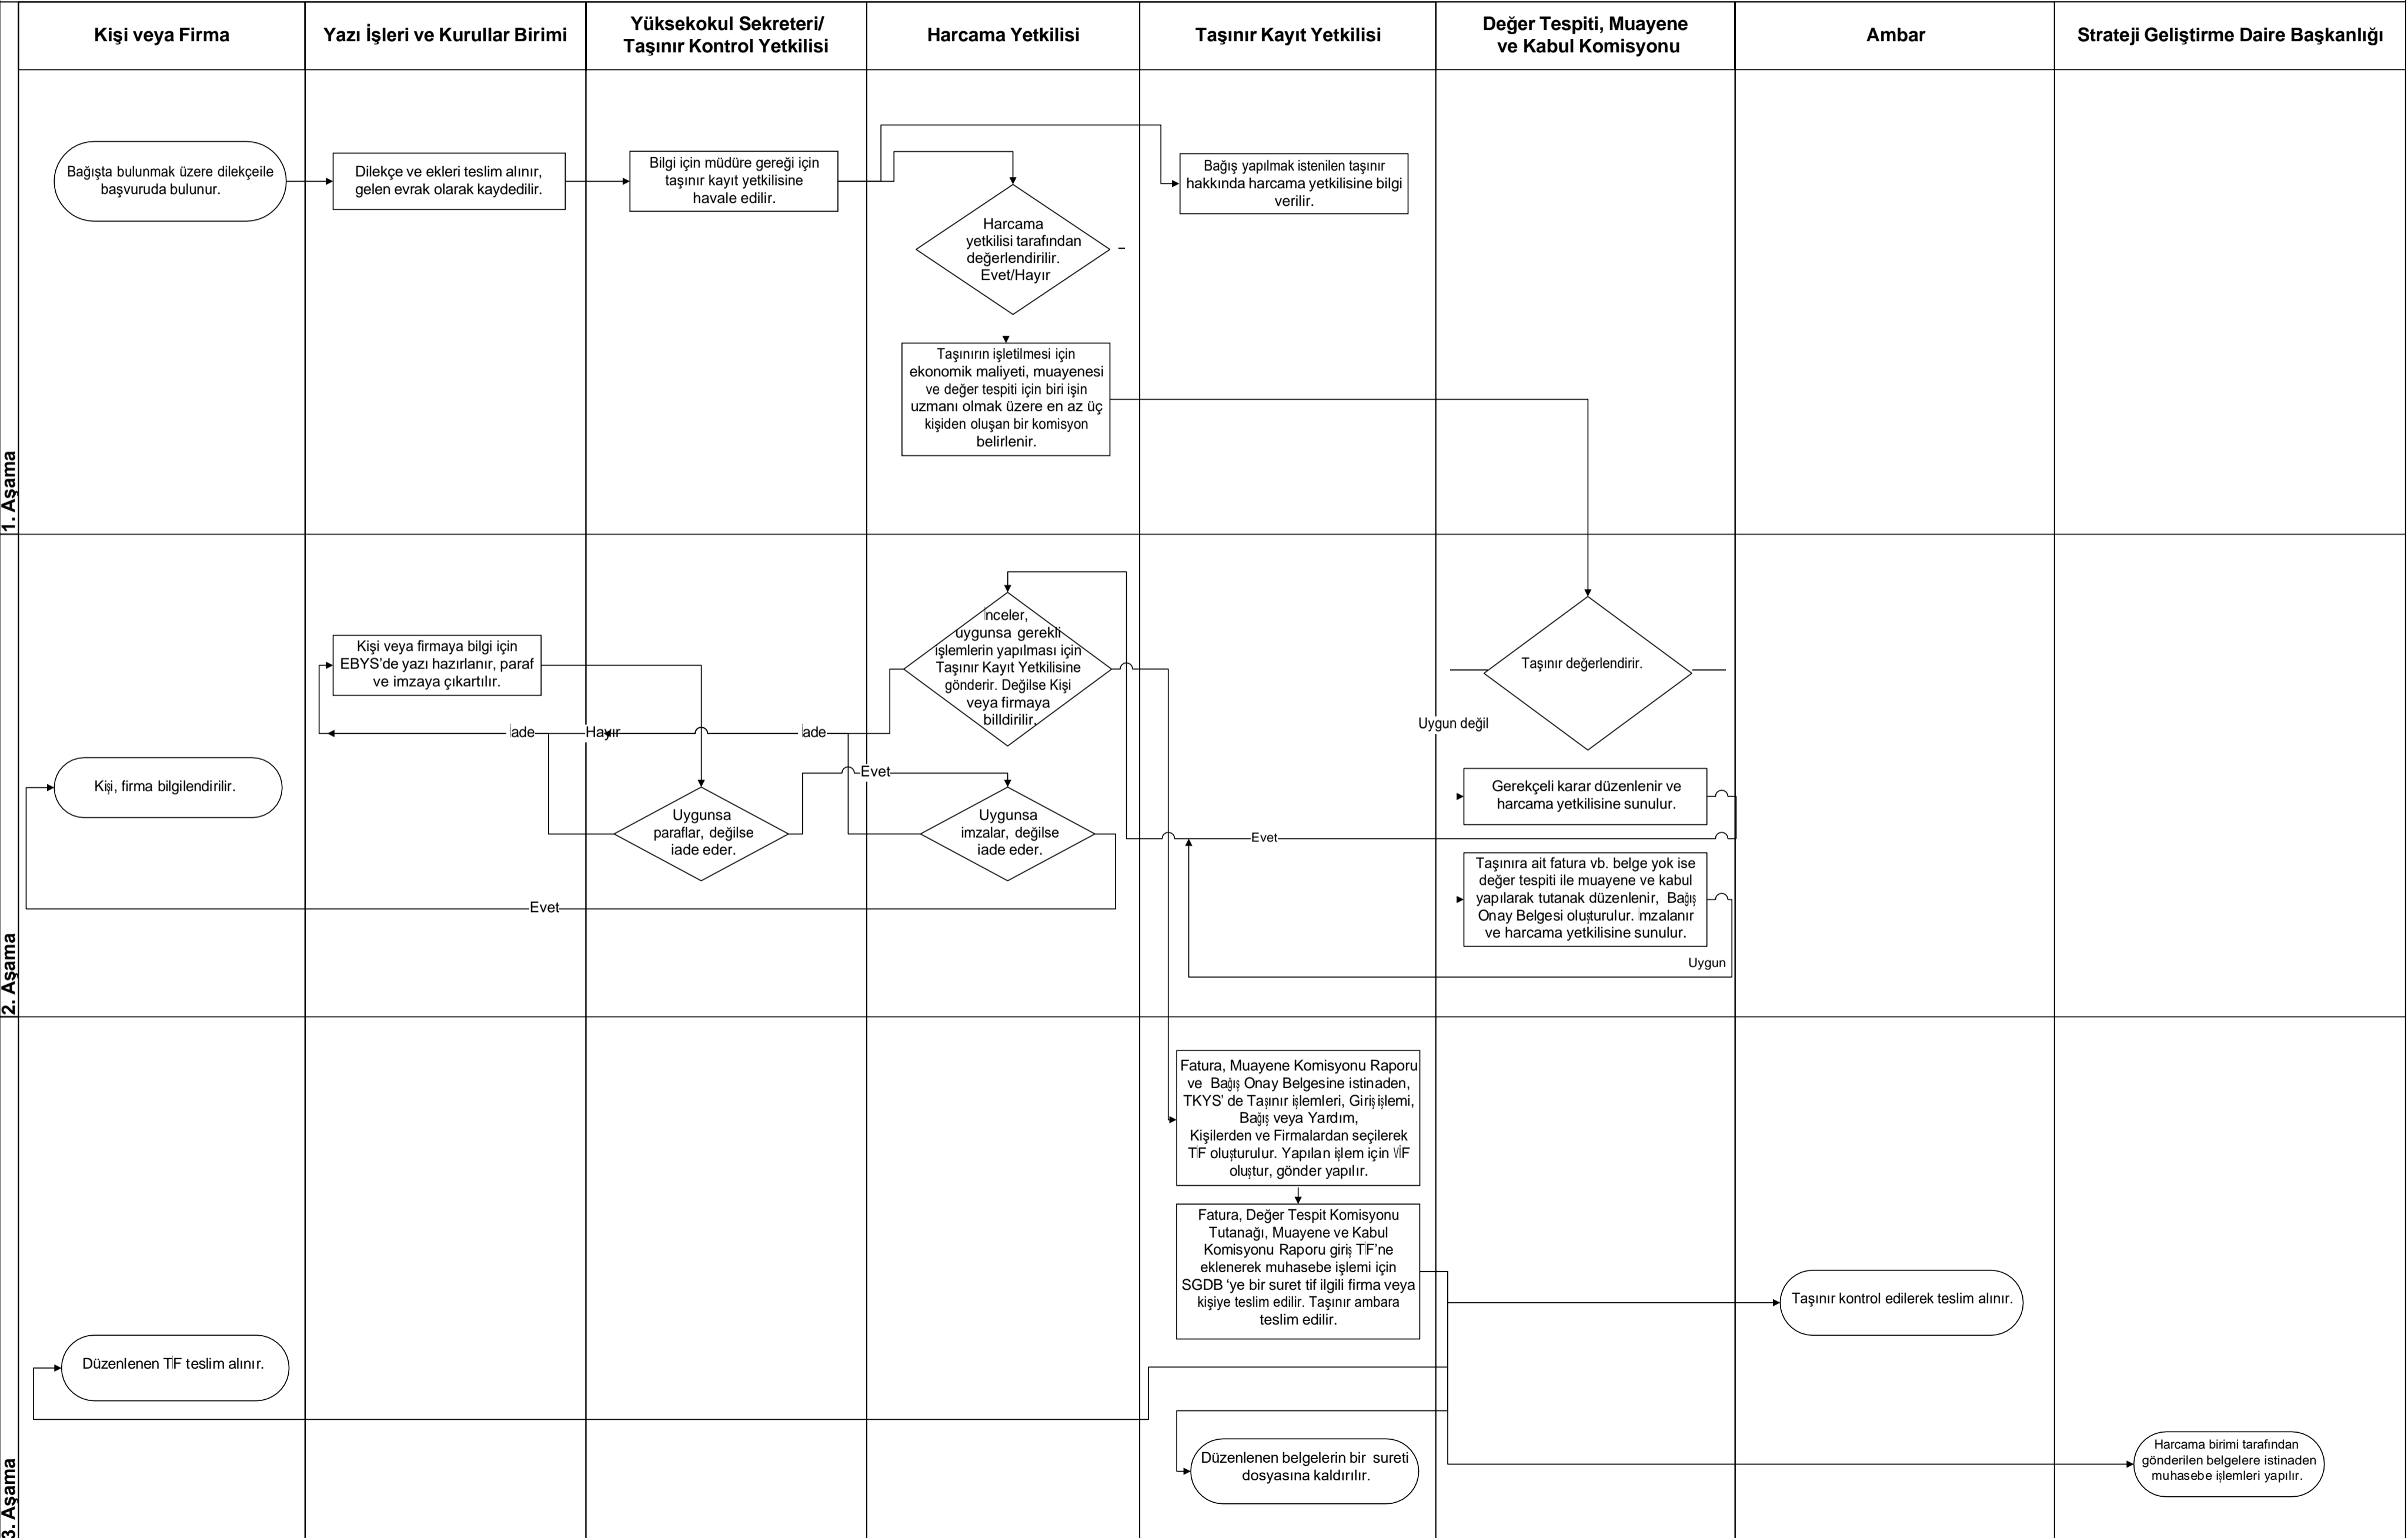 Kişi veya Firma
Yazı İşleri ve Kurullar Birimi
Yüksekokul Sekreteri/
Taşınır Kontrol Yetkilisi
Harcama Yetkilisi
Taşınır Kayıt Yetkilisi
Değer Tespiti, Muayene
ve Kabul Komisyonu
Ambar
Strateji Geliştirme Daire Başkanlığı
1. Aşama
Bağışta bulunmak üzere dilekçeile
başvuruda bulunur.
Dilekçe ve ekleri teslim alınır,
gelen evrak olarak kaydedilir.
Bilgi için müdüre gereği için
taşınır kayıt yetkilisine
havale edilir.
Harcama
yetkilisi tarafından
değerlendirilir.
Evet/Hayır
Bağış yapılmak istenilen taşınır
hakkında harcama yetkilisine bilgi
verilir.
Taşınırın işletilmesi için
ekonomik maliyeti, muayenesi
ve değer tespiti için biri işin
uzmanı olmak üzere en az üç
kişiden oluşan bir komisyon
belirlenir.
2. Aşama
Kişi veya firmaya bilgi için
EBYS'de yazı hazırlanır, paraf
ve imzaya çıkartılır.
İnceler,
uygunsa gerekli
işlemlerin yapılması için
Taşınır Kayıt Yetkilisine
gönderir. Değilse Kişi
veya firmaya
billdirilir.
Taşınır değerlendirir.
Uygun değil
İade
Hayır
İade
Evet
Kişi, firma bilgilendirilir.
Uygunsa
paraflar, değilse
iade eder.
Uygunsa
imzalar, değilse
iade eder.
Gerekçeli karar düzenlenir ve
harcama yetkilisine sunulur.
Evet
Taşınıra ait fatura vb. belge yok ise
değer tespiti ile muayene ve kabul
yapılarak tutanak düzenlenir, Bağış
Onay Belgesi oluşturulur. İmzalanır
ve harcama yetkilisine sunulur.
Evet
Uygun
3. Aşama
Fatura, Muayene Komisyonu Raporu
ve Bağış Onay Belgesine istinaden,
TKYS' de Taşınır işlemleri, Giriş işlemi,
Bağış veya Yardım,
Kişilerden ve Firmalardan seçilerek
TİF oluşturulur. Yapılan işlem için VİF
oluştur, gönder yapılır.
Fatura, Değer Tespit Komisyonu
Tutanağı, Muayene ve Kabul
Komisyonu Raporu giriş TİF'ne
eklenerek muhasebe işlemi için
SGDB 'ye bir suret tif ilgili firma veya
kişiye teslim edilir. Taşınır ambara
teslim edilir.
Taşınır kontrol edilerek teslim alınır.
Düzenlenen TİF teslim alınır.
Düzenlenen belgelerin bir sureti
dosyasına kaldırılır.
Harcama birimi tarafından
gönderilen belgelere istinaden
muhasebe işlemleri yapılır.